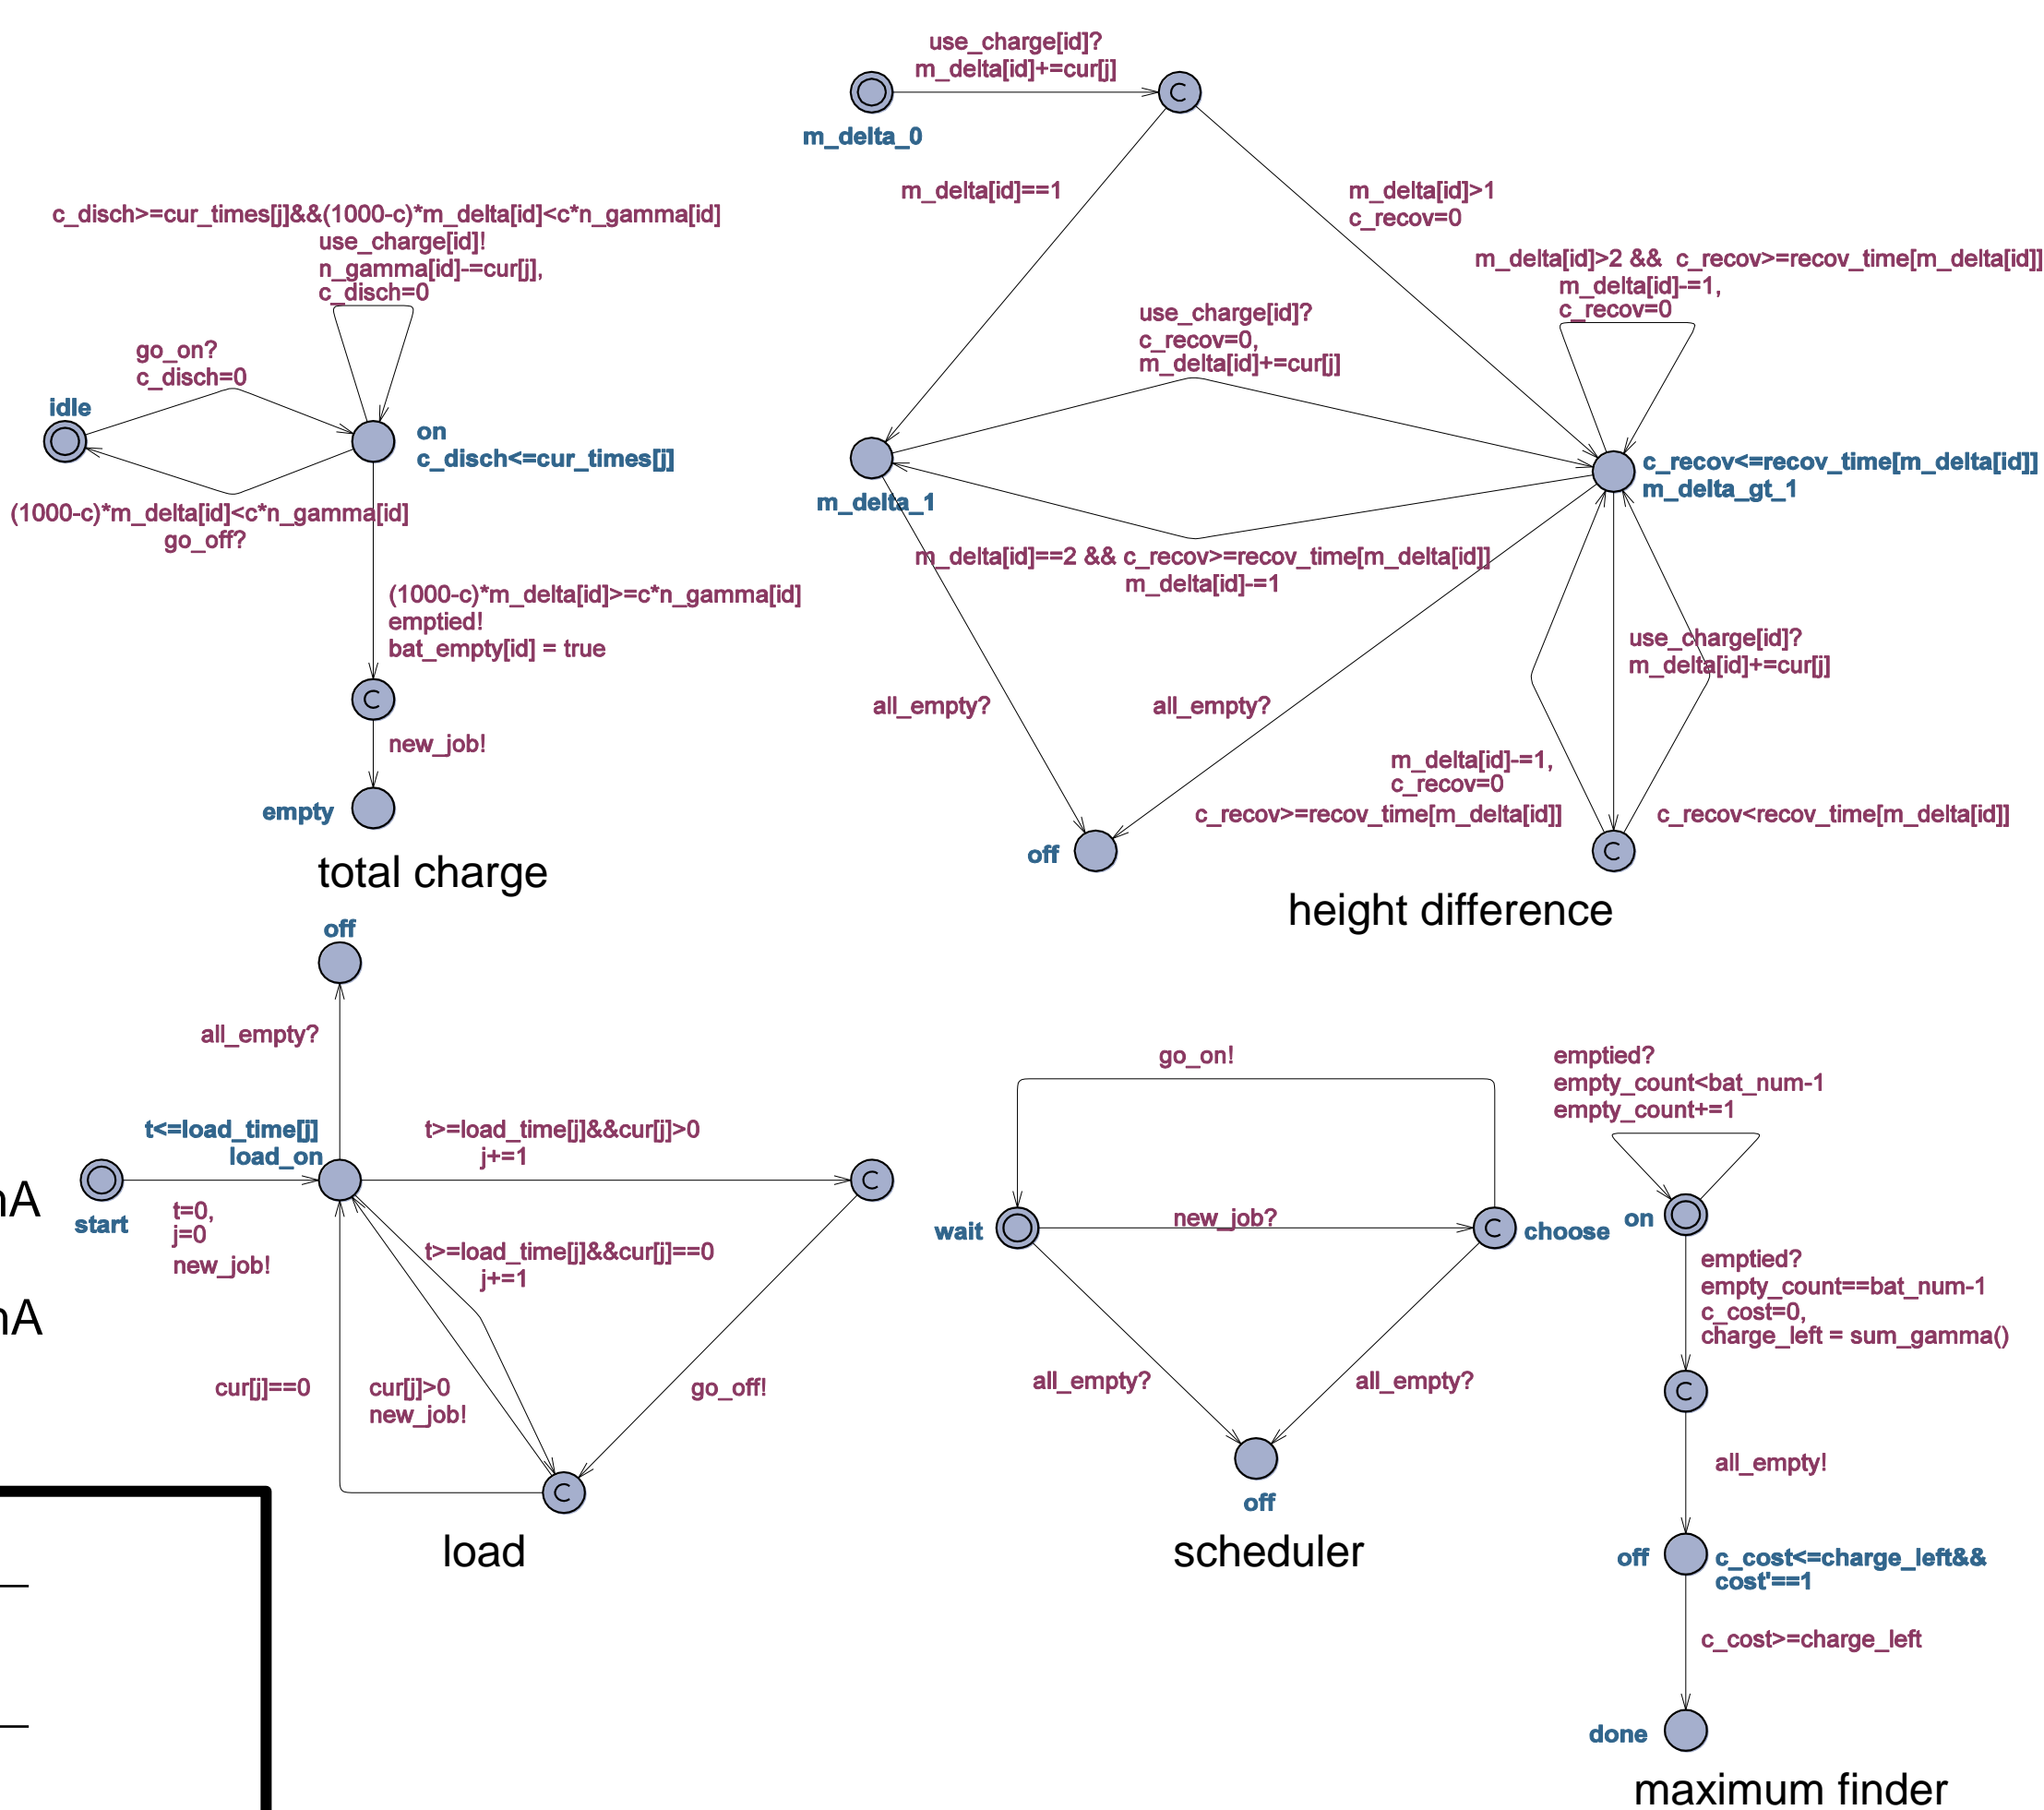 use_charge[id]?
m_delta[id]+=cur[j]
C
m_delta_0
m_delta[id]==1
m_delta[id]>1
c_recov=0
c_disch>=cur_times[j]&&(1000-c)*m_delta[id]<c*n_gamma[id]
use_charge[id]!
n_gamma[id]-=cur[j],
c_disch=0
m_delta[id]>2 && c_recov>=recov_time[m_delta[id]]
m_delta[id]-=1,
c_recov=0
use_charge[id]?
c_recov=0,
m_delta[id]+=cur[j]
go_on?
c_disch=0
idle
on
c_disch<=cur_times[j]
c_recov<=recov_time[m_delta[id]]
m_delta_gt_1
m_delta_1
(1000-c)*m_delta[id]<c*n_gamma[id]
go_off?
m_delta[id]==2 && c_recov>=recov_time[m_delta[id]]
m_delta[id]-=1
(1000-c)*m_delta[id]>=c*n_gamma[id]
emptied!
bat_empty[id] = true
use_charge[id]?
m_delta[id]+=cur[j]
C
all_empty?
all_empty?
new_job!
m_delta[id]-=1,
c_recov=0
c_recov>=recov_time[m_delta[id]]
c_recov<recov_time[m_delta[id]]
empty
off
C
total charge
height difference
off
all_empty?
t<=load_time[j]
load_on
t>=load_time[j]&&cur[j]>0
j+=1
C
start
t=0,
j=0
new_job!
t>=load_time[j]&&cur[j]==0
j+=1
cur[j]==0
cur[j]>0
new_job!
go_off!
C
load
go_on!
wait
new_job?
C
choose
all_empty?
all_empty?
off
scheduler
emptied?
empty_count<bat_num-1
empty_count+=1
on
emptied?
empty_count==bat_num-1
c_cost=0,
charge_left = sum_gamma()
C
all_empty!
off
c_cost<=charge_left&&
cost'==1
c_cost>=charge_left
done
maximum finder